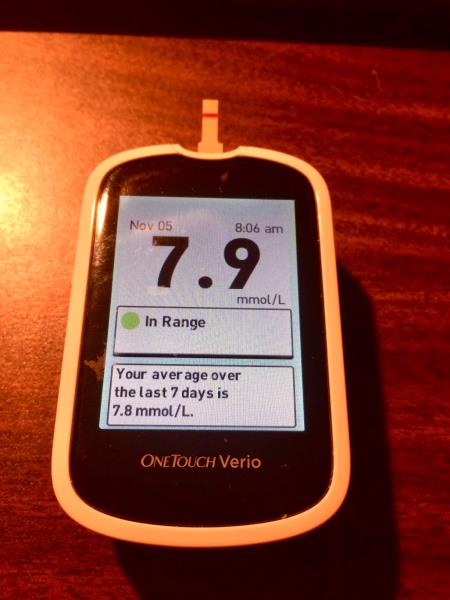 Nov 05 8:06 am
7.9
mmol/L
In Range
Your average over
the last 7 days is
7.8 mmol/L.
ONETOUCH Verio